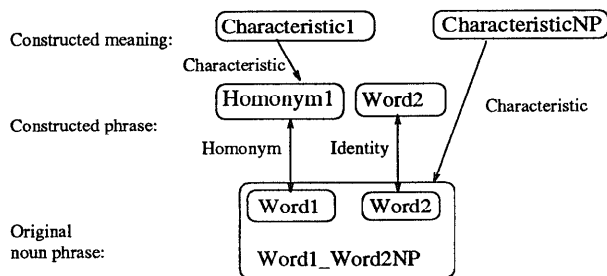 Constructed meaning: Characteristic1 CharacteristicNP
Characteristic
Homonym1 Word2
Characteristic
Constructed phrase:
Homonym Identity
Word1 Word2
Original
noun phrase: Word1_Word2NP